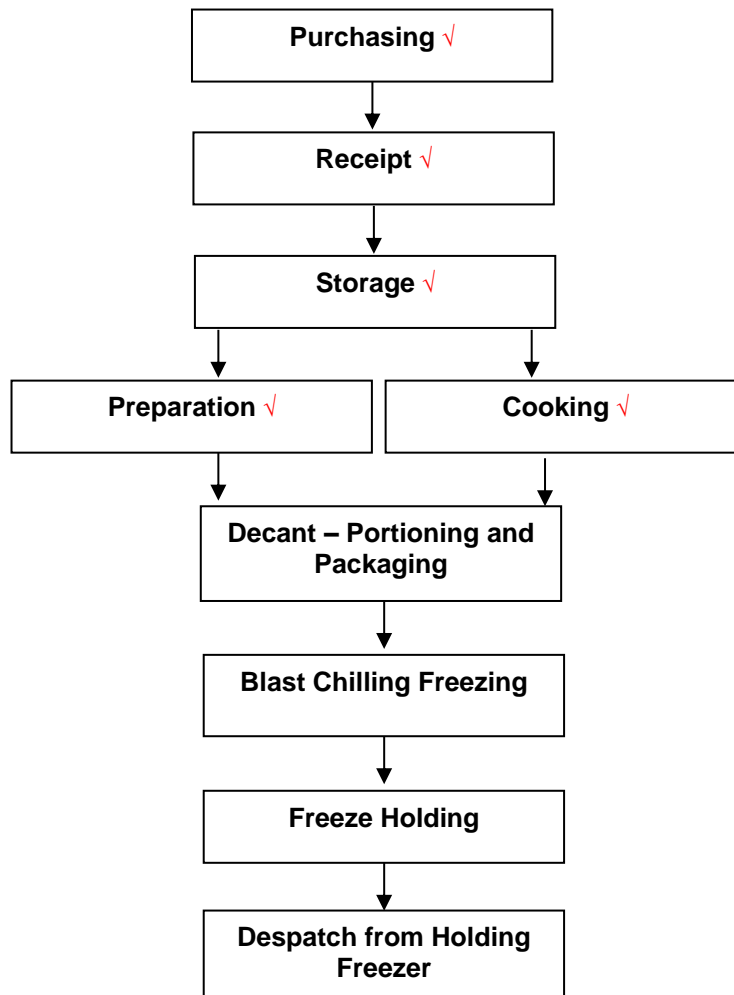 Purchasing √
Receipt √
Storage √
Preparation √
Cooking √
Decant – Portioning and
Packaging
Blast Chilling Freezing
Freeze Holding
Despatch from Holding
Freezer